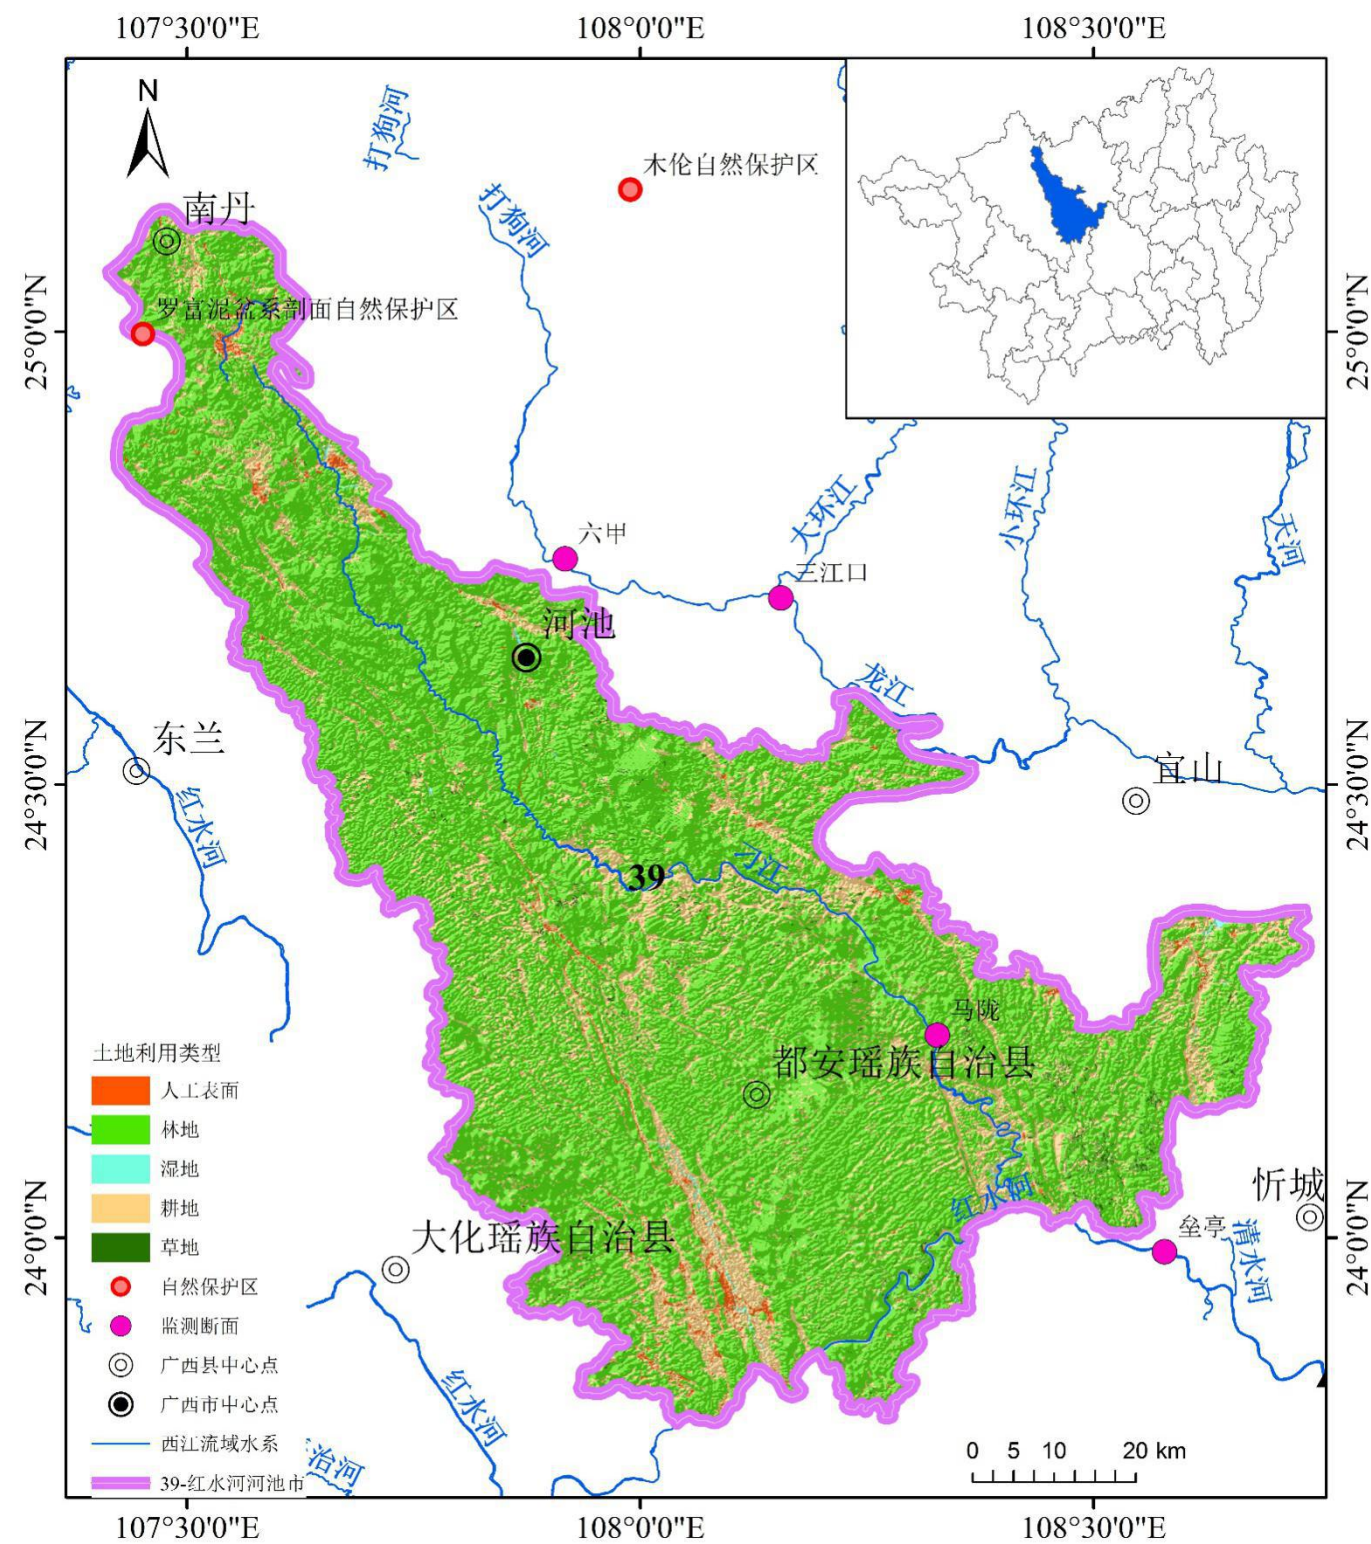 107°30'0"E
108°0'0"E
108°30'0"E
N
打狗河
打狗河
木伦自然保护区
南丹
罗富泥盆系剖面自然保护区
25°0'0"N
25°0'0"N
六甲
大环江
小环江
天河
三江口
河池
龙江
东兰
宜山
24°30'0"N
24°30'0"N
红水河
39
刁江
马陇
都安瑶族自治县
土地利用类型
人工表面
林地
湿地
耕地
草地
自然保护区
监测断面
广西县中心点
广西市中心点
西江流域水系
39-红水河河池市
红水河
忻城
垒亭
清水河
24°0'0"N
24°0'0"N
大化瑶族自治县
红水河
治河
0 5 10 20 km
107°30'0"E
108°0'0"E
108°30'0"E